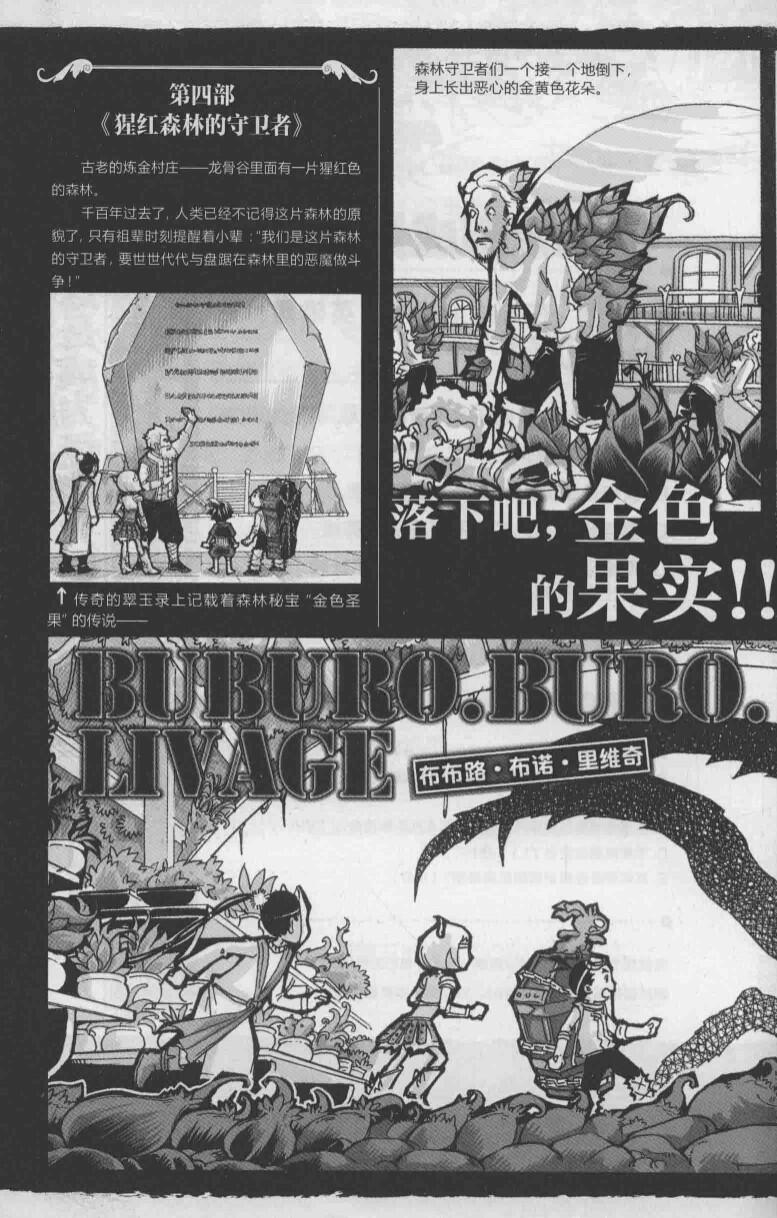 第四部
《猩红森林的守卫者》
古老的炼金村庄——龙骨谷里面有一片猩红色
的森林。
千百年过去了，人类已经不记得这片森林的原
貌了，只有祖辈时刻提醒着小辈：“我们是这片森林
的守卫者，要世世代代与盘踞在森林里的恶魔做斗
争！”
↑传奇的翠玉录上记载着森林秘宝“金色圣
果”的传说——
森林守卫者们一个接一个地倒下，
身上长出恶心的金黄色花朵。
落下吧，金色
的果实！！
BUBURO.BURO.
LIVAGE
布布路·布诺·里维奇